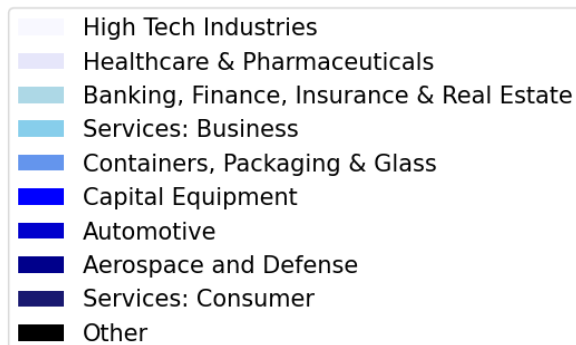 High Tech Industries
Healthcare & Pharmaceuticals
Banking, Finance, Insurance & Real Estate
Services: Business
Containers, Packaging & Glass
Capital Equipment
Automotive
Aerospace and Defense
Services: Consumer
Other